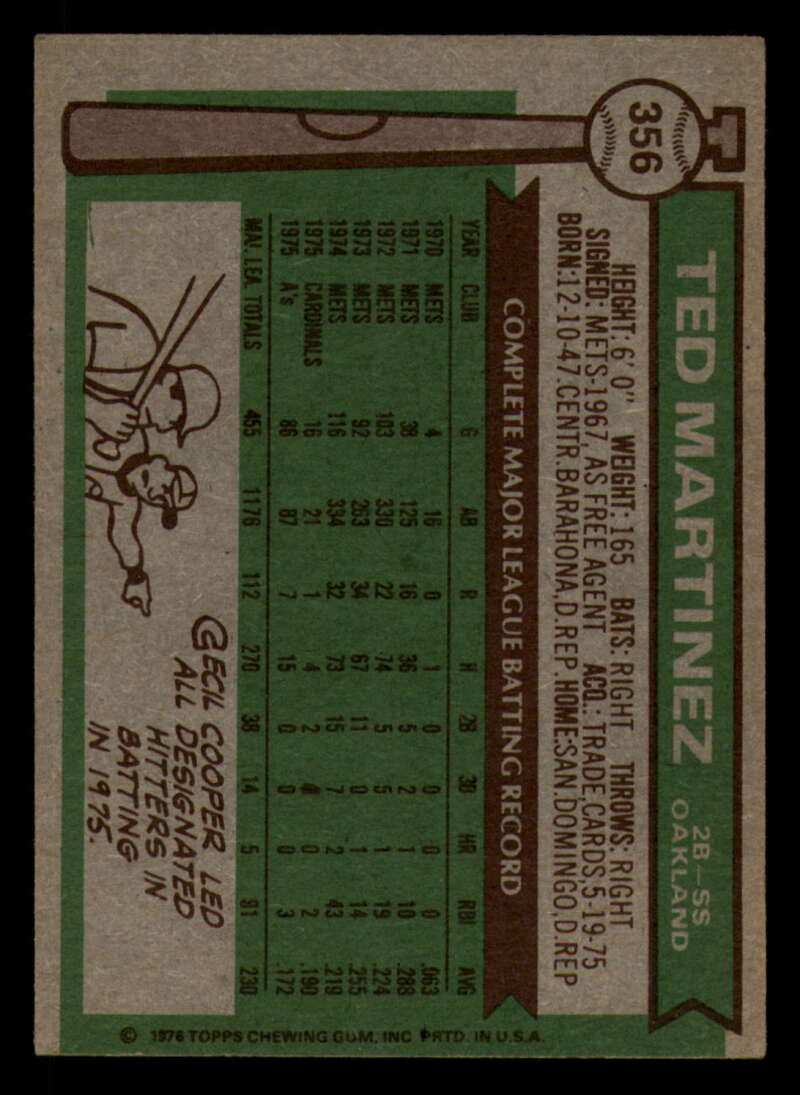 356
TED MARTINEZ
2B—SS
OAKLAND
HEIGHT: 6' 0" WEIGHT: 165 BATS: RIGHT THROWS: RIGHT
SIGNED: METS-1967, AS FREE AGENT ACQ.: TRADE, CARDS, 5-19-75
BORN: 12-10-47. CENTR. BARAHONA, D. REP. HOME: SAN DOMINGO, D. REP
COMPLETE MAJOR LEAGUE BATTING RECORD
YEAR CLUB G AB R H 2B 3B HR RBI AVG
1970 METS 4 16 0 1 0 0 0 0 .063
1971 METS 38 125 16 36 5 2 1 10 .288
1972 METS 103 330 22 74 5 5 1 19 .224
1973 METS 92 263 34 67 11 0 1 14 .255
1974 METS 116 334 32 73 15 7 2 43 .219
1975 CARDINALS 16 21 1 4 2 0 0 2 .190
1975 A's 86 87 7 15 0 0 0 3 .172
MAJ. LEA. TOTALS 455 1176 112 270 38 14 5 91 230
CECIL COOPER LED
ALL DESIGNATED
HITTERS IN
BATTING
IN 1975.
© 1976 TOPPS CHEWING GUM, INC PRTD. IN U.S.A.